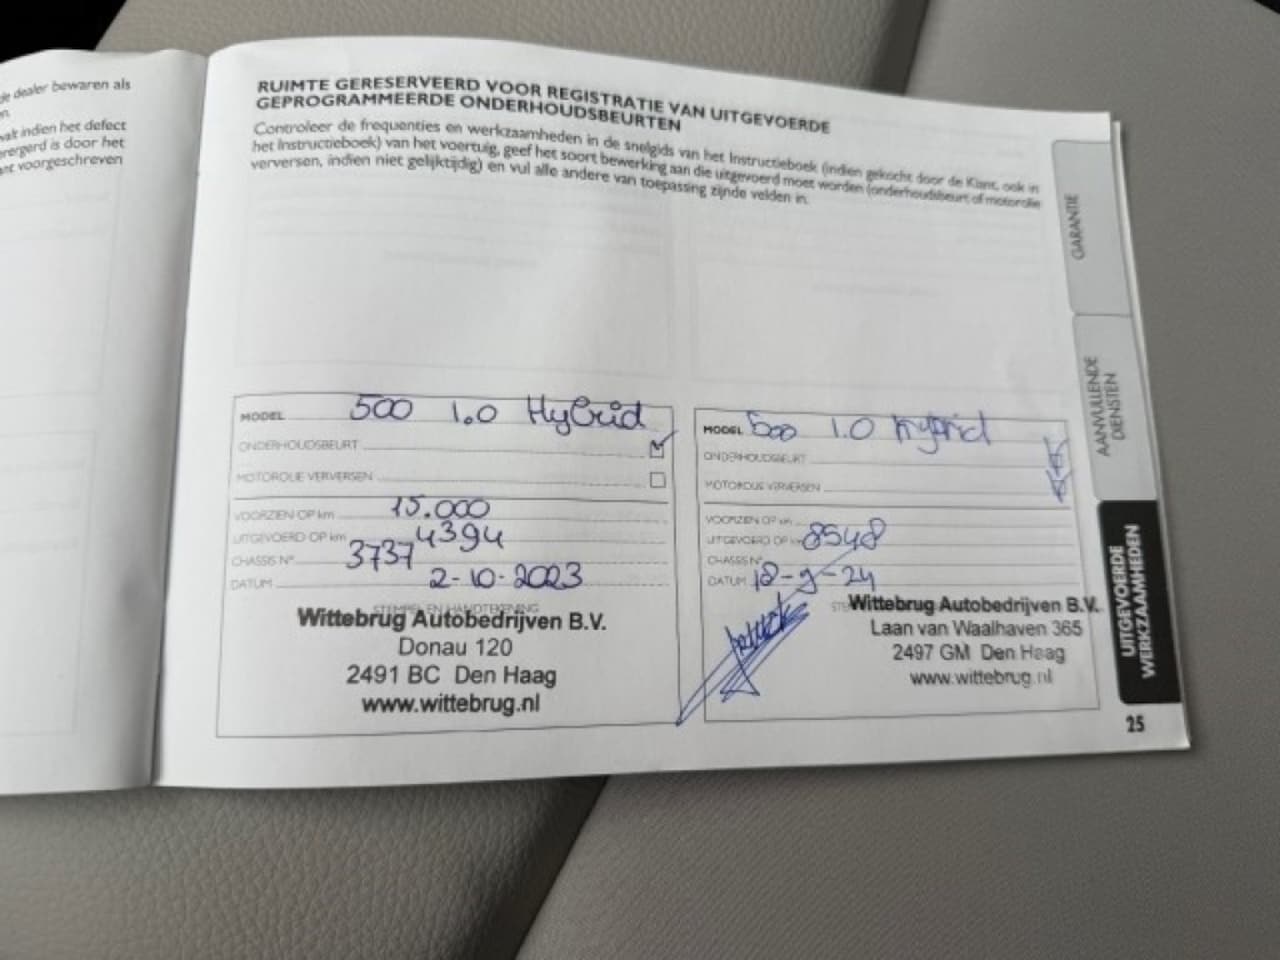 de dealer bewaren als
valt indien het defect
erergerd is door het
ant voorgeschreven
RUIMTE GERESERVEERD VOOR REGISTRATIE VAN UITGEVOERDE
GEPROGRAMMEERDE ONDERHOUDSBEURTEN
Controleer de frequenties en werkzaamheden in de snelgids van het Instructieboek (indien gekocht door de Klant, ook in
het Instructieboek) van het voertuig, geef het soort bewerking aan die uitgevoerd moet worden (onderhoudsbeurt of motorolie
verversen, indien niet gelijktijdig) en vul alle andere van toepassing zijnde velden in.
MODEL 500 1.0 Hybrid
ONDERHOUDSBEURT
MOTOROLIE VERVERSEN
VOORZIEN OP km 15.000
UITGEVOERD OP km 4394
CHASSIS N° 3737
DATUM 2-10-2023
STEMPEL EN HANDTEKENING
Wittebrug Autobedrijven B.V.
Donau 120
2491 BC Den Haag
www.wittebrug.nl
MODEL 500 1.0 hybrid
ONDERHOUDSBEURT
MOTOROLIE VERVERSEN
VOORZIEN OP km
UITGEVOERD OP km 8548
CHASSIS N°
DATUM 18-9-24
Wittebrug Autobedrijven B.V.
Laan van Waalhaven 365
2497 GM Den Haag
www.wittebrug.nl
GARANTIE
AANVULLENDE
DIENSTEN
UITGEVOERDE
WERKZAAMHEDEN
25